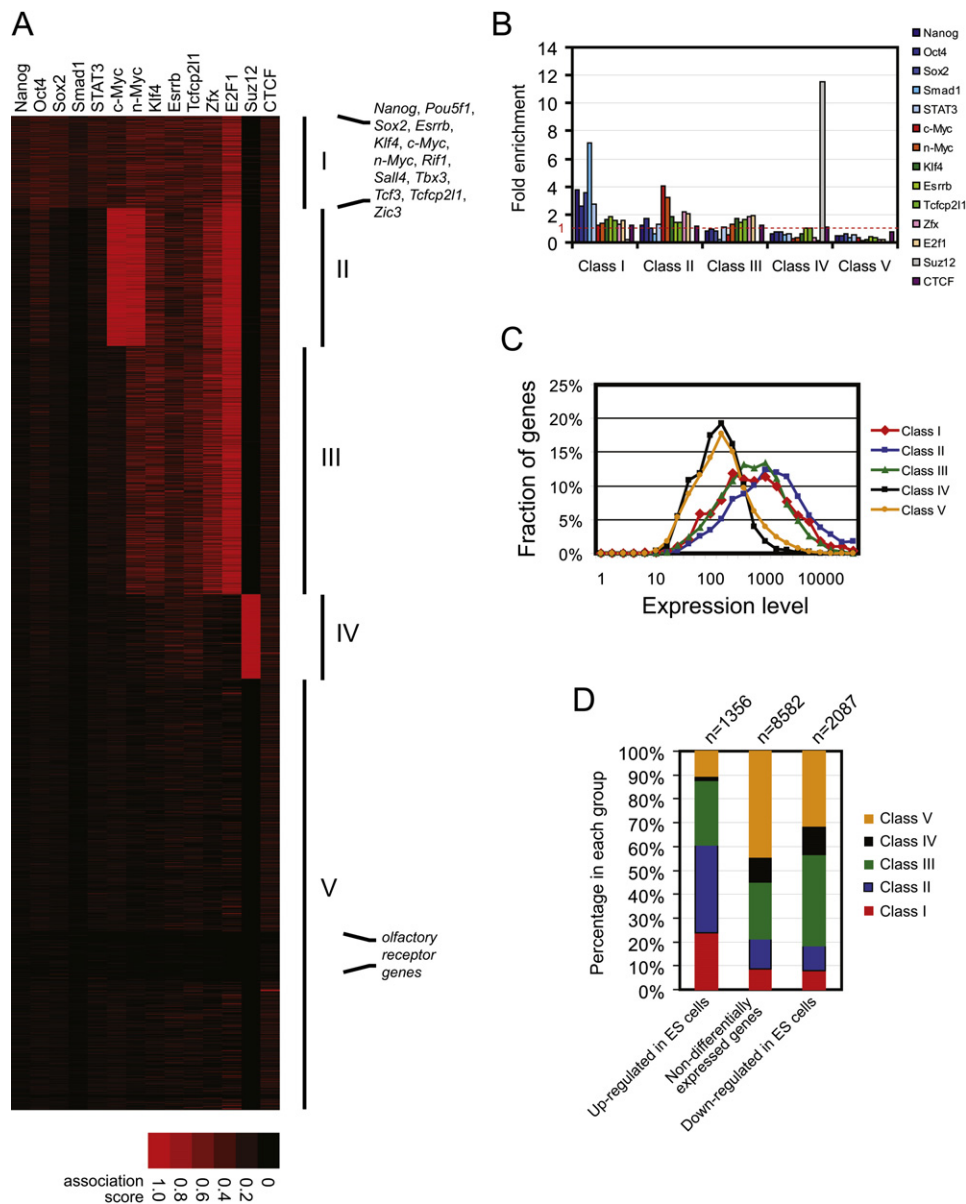 A
Nanog
Oct4
Sox2
Smad1
STAT3
c-Myc
n-Myc
Klf4
Esrrb
Tcfcp2l1
Zfx
E2F1
Suz12
CTCF
I
II
III
IV
V
Nanog, Pou5f1,
Sox2, Esrrb,
Klf4, c-Myc,
n-Myc, Rif1,
Sall4, Tbx3,
Tcf3, Tcfcp2l1,
Zic3
olfactory
receptor
genes
association
score
1.0
0.8
0.6
0.4
0.2
0
B
Fold enrichment
14
12
10
8
6
4
2
1
0
Class I
Class II
Class III
Class IV
Class V
Nanog
Oct4
Sox2
Smad1
STAT3
c-Myc
n-Myc
Klf4
Esrrb
Tcfcp2l1
Zfx
E2f1
Suz12
CTCF
C
Fraction of genes
25%
20%
15%
10%
5%
0%
1
10
100
1000
10000
Expression level
Class I
Class II
Class III
Class IV
Class V
D
n=1356
n=8582
n=2087
Percentage in each group
100%
90%
80%
70%
60%
50%
40%
30%
20%
10%
0%
Up-regulated in ES cells
Non-differentially
expressed genes
Down-regulated in ES cells
Class V
Class IV
Class III
Class II
Class I